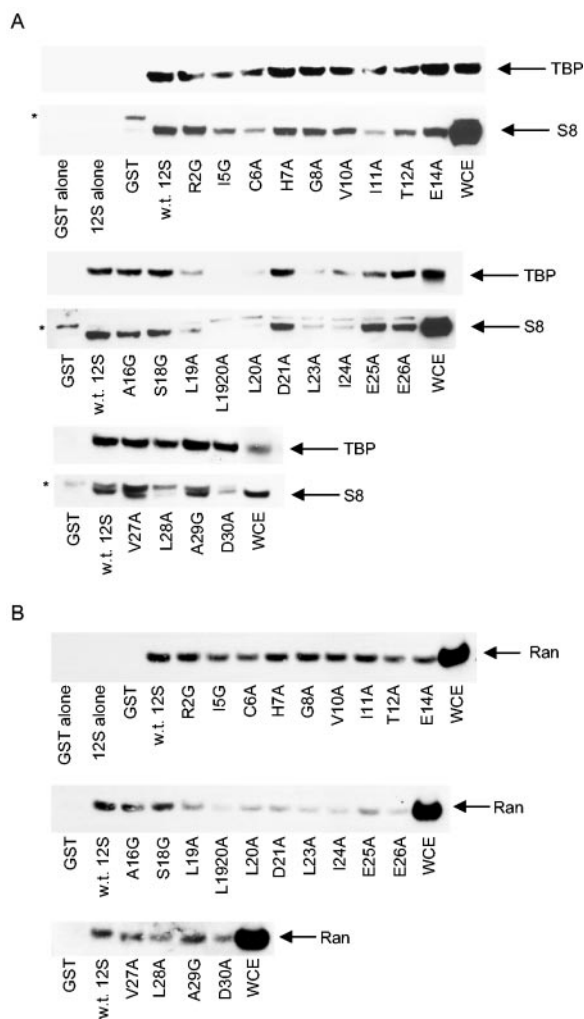 A
TBP
* S8
GST alone 12S alone GST w.t. 12S R2G I5G C6A H7A G8A V10A I11A T12A E14A WCE
TBP
* S8
GST w.t. 12S A16G S18G L19A L1920A L20A D21A L23A I24A E25A E26A WCE
TBP
* S8
GST w.t. 12S V27A L28A A29G D30A WCE
B
Ran
GST alone 12S alone GST w.t. 12S R2G I5G C6A H7A G8A V10A I11A T12A E14A WCE
Ran
GST w.t. 12S A16G S18G L19A L1920A L20A D21A L23A I24A E25A E26A WCE
Ran
GST w.t. 12S V27A L28A A29G D30A WCE